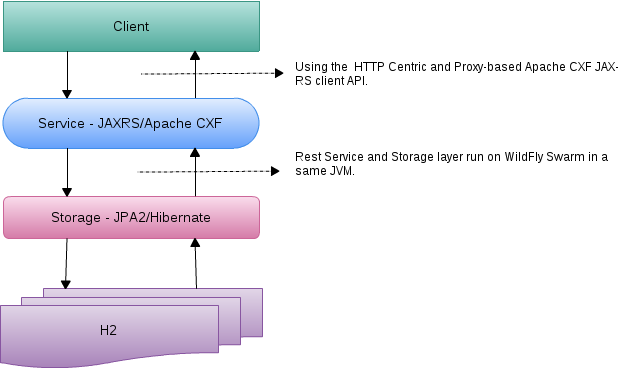 Client
Using the HTTP Centric and Proxy-based Apache CXF JAX-
RS client API.
Service - JAXRS/Apache CXF
Rest Service and Storage layer run on WildFly Swarm in a
same JVM.
Storage - JPA2/Hibernate
H2